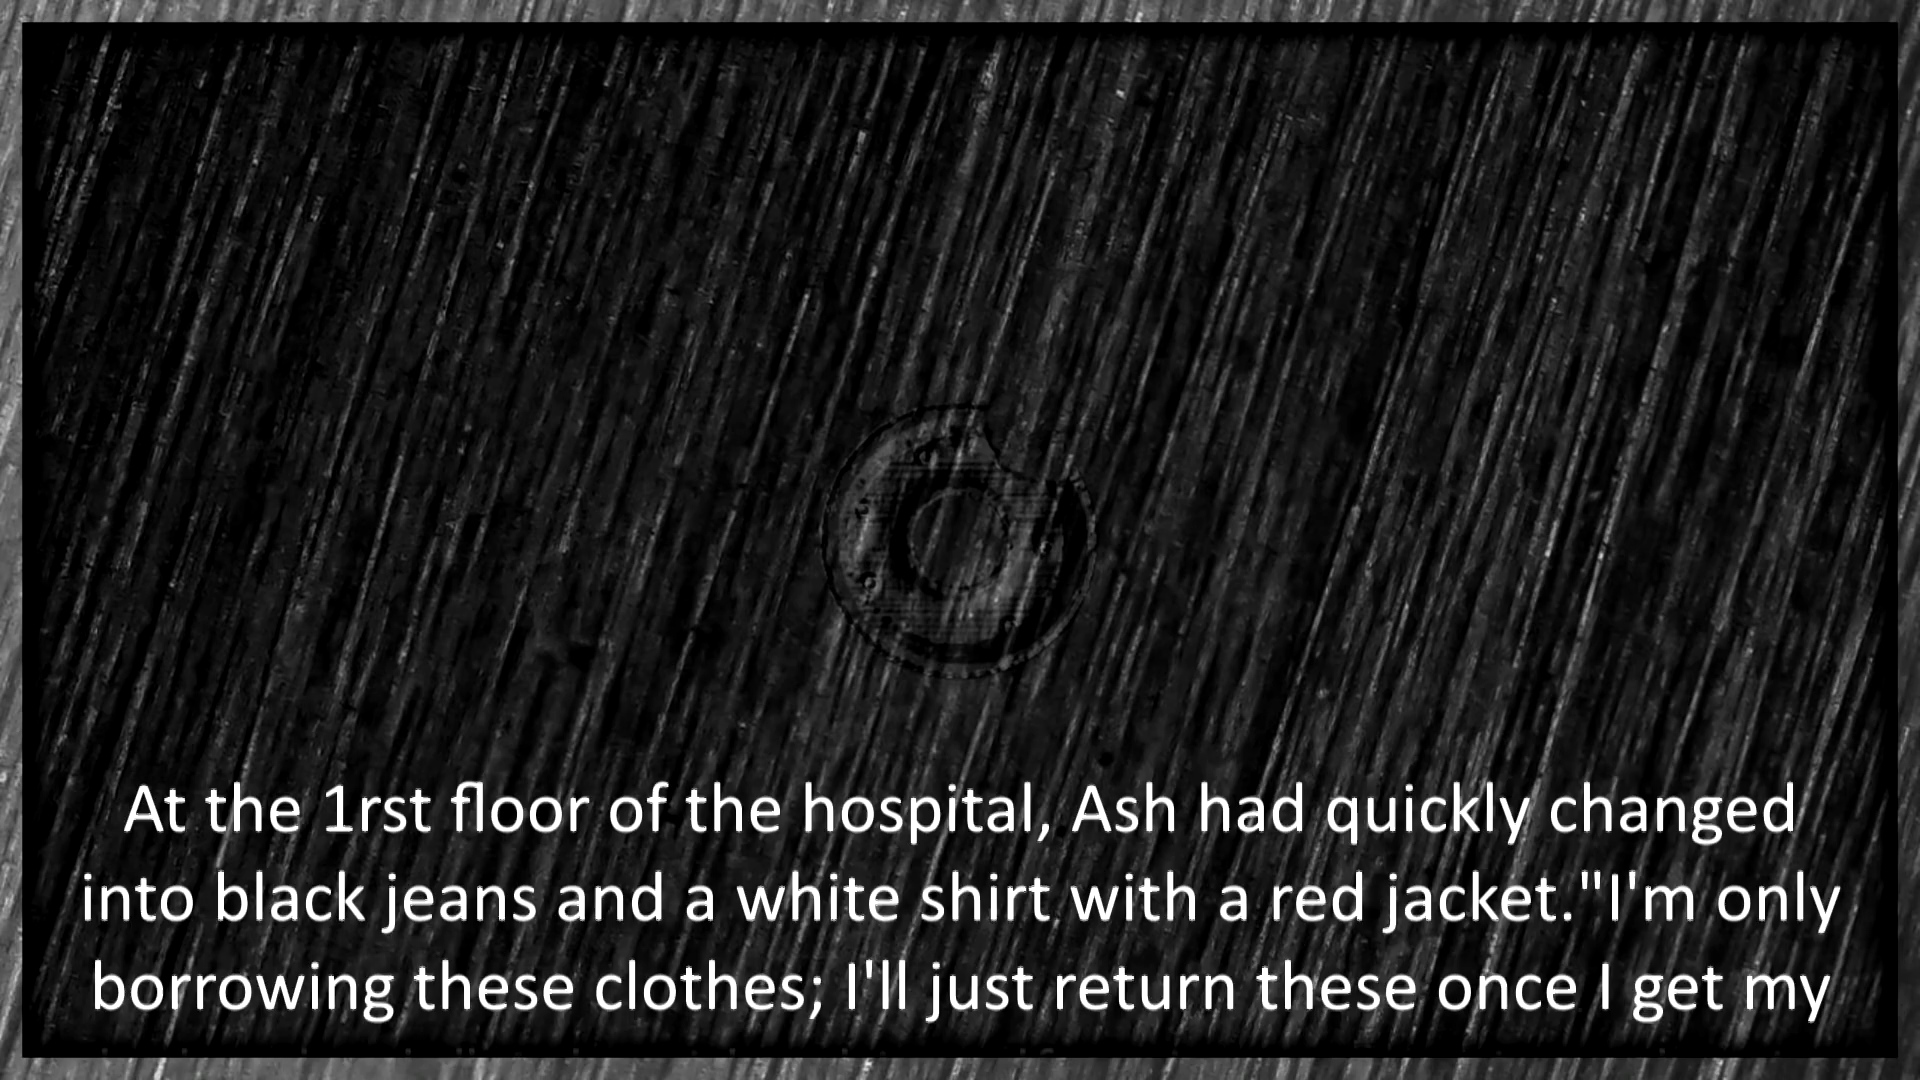 At the 1rst floor of the hospital, Ash had quickly changed
into black jeans and a white shirt with a red jacket."I'm only
borrowing these clothes; I'll just return these once I get my